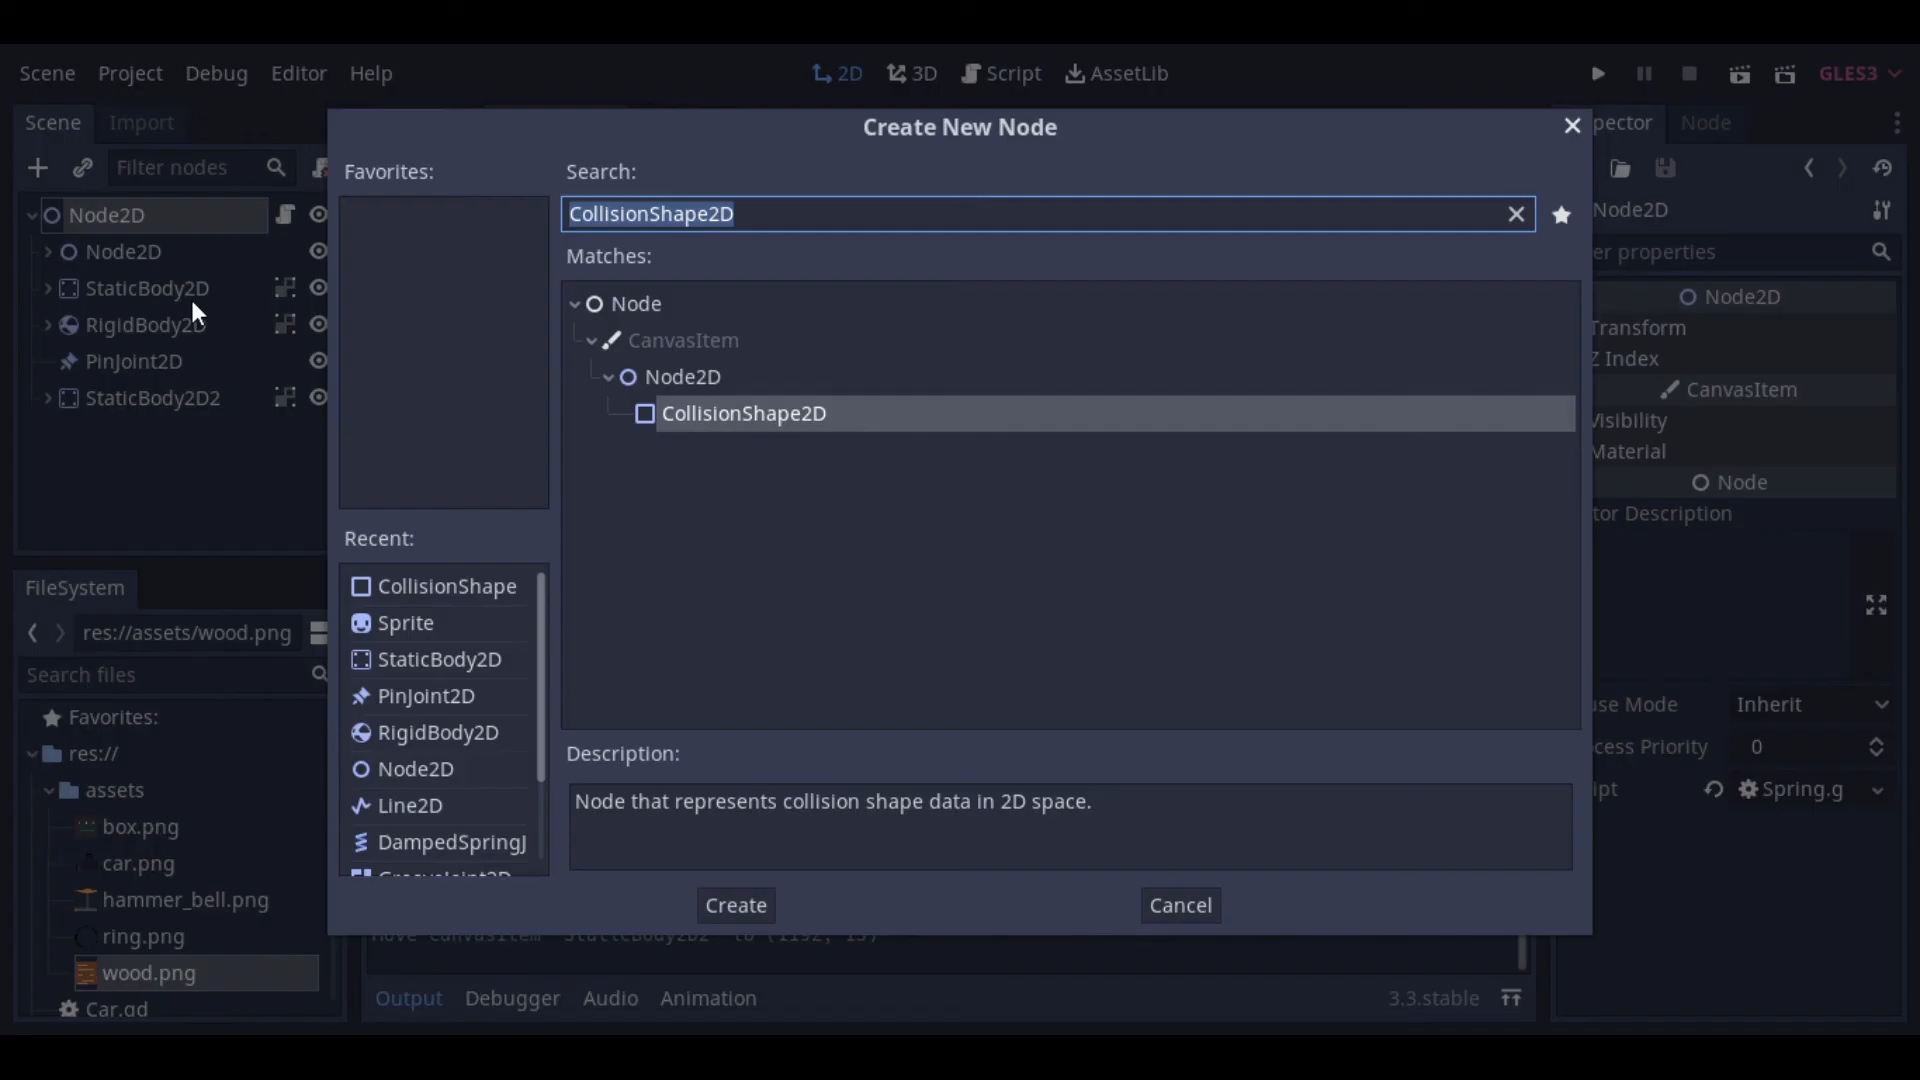 Scene Project Debug Editor Help
2D 3D Script AssetLib
GLES3
Scene Import
Filter nodes
Node2D
Node2D
StaticBody2D
RigidBody2D
PinJoint2D
StaticBody2D2
FileSystem
res://assets/wood.png
Search files
Favorites:
res://
assets
box.png
car.png
hammer_bell.png
ring.png
wood.png
Car.gd
Create New Node
Favorites:
Recent:
CollisionShape
Sprite
StaticBody2D
PinJoint2D
RigidBody2D
Node2D
Line2D
DampedSpringJ
Search:
CollisionShape2D
Matches:
Node
CanvasItem
Node2D
CollisionShape2D
Description:
Node that represents collision shape data in 2D space.
Create Cancel
Output Debugger Audio Animation
3.3.stable
pector Node
Node2D
er properties
Node2D
Transform
Z Index
CanvasItem
Visibility
Material
Node
tor Description
use Mode Inherit
cess Priority 0
ipt Spring.g